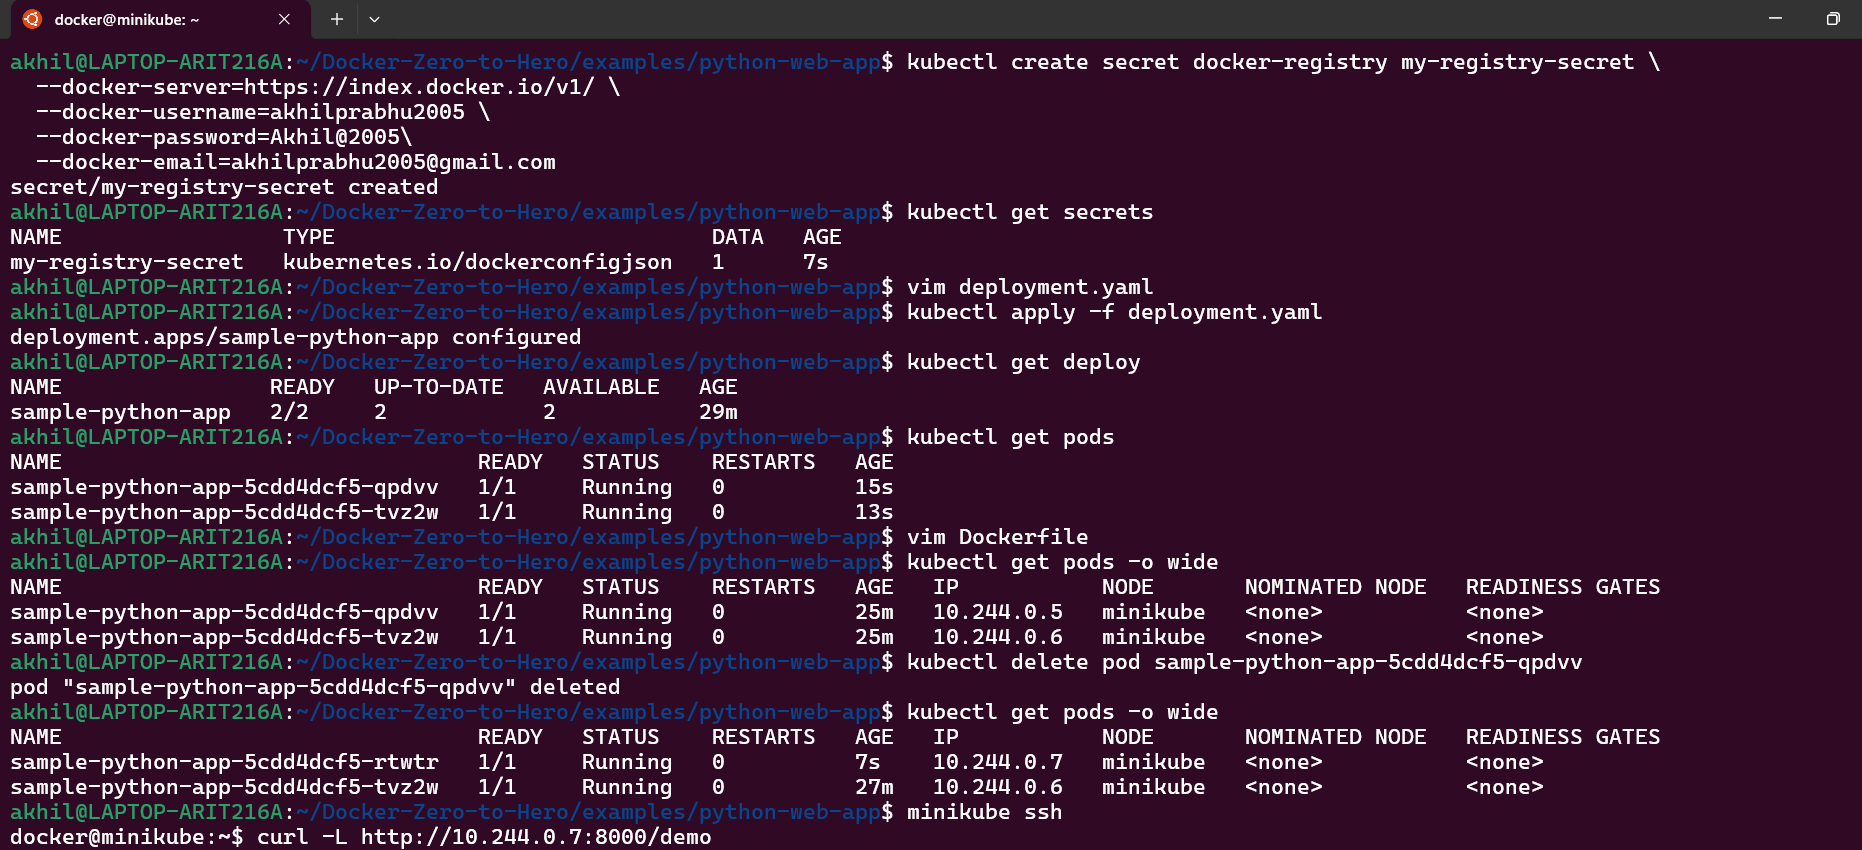 docker@minikube: ~
akhil@LAPTOP-ARIT216A:~/Docker-Zero-to-Hero/examples/python-web-app$ kubectl create secret docker-registry my-registry-secret \
  --docker-server=https://index.docker.io/v1/ \
  --docker-username=akhilprabhu2005 \
  --docker-password=Akhil@2005\
  --docker-email=akhilprabhu2005@gmail.com
secret/my-registry-secret created
akhil@LAPTOP-ARIT216A:~/Docker-Zero-to-Hero/examples/python-web-app$ kubectl get secrets
NAME                 TYPE                             DATA   AGE
my-registry-secret   kubernetes.io/dockerconfigjson   1      7s
akhil@LAPTOP-ARIT216A:~/Docker-Zero-to-Hero/examples/python-web-app$ vim deployment.yaml
akhil@LAPTOP-ARIT216A:~/Docker-Zero-to-Hero/examples/python-web-app$ kubectl apply -f deployment.yaml
deployment.apps/sample-python-app configured
akhil@LAPTOP-ARIT216A:~/Docker-Zero-to-Hero/examples/python-web-app$ kubectl get deploy
NAME                READY   UP-TO-DATE   AVAILABLE   AGE
sample-python-app   2/2     2            2           29m
akhil@LAPTOP-ARIT216A:~/Docker-Zero-to-Hero/examples/python-web-app$ kubectl get pods
NAME                                READY   STATUS    RESTARTS   AGE
sample-python-app-5cdd4dcf5-qpdvv   1/1     Running   0          15s
sample-python-app-5cdd4dcf5-tvz2w   1/1     Running   0          13s
akhil@LAPTOP-ARIT216A:~/Docker-Zero-to-Hero/examples/python-web-app$ vim Dockerfile
akhil@LAPTOP-ARIT216A:~/Docker-Zero-to-Hero/examples/python-web-app$ kubectl get pods -o wide
NAME                                READY   STATUS    RESTARTS   AGE   IP           NODE       NOMINATED NODE   READINESS GATES
sample-python-app-5cdd4dcf5-qpdvv   1/1     Running   0          25m   10.244.0.5   minikube   <none>           <none>
sample-python-app-5cdd4dcf5-tvz2w   1/1     Running   0          25m   10.244.0.6   minikube   <none>           <none>
akhil@LAPTOP-ARIT216A:~/Docker-Zero-to-Hero/examples/python-web-app$ kubectl delete pod sample-python-app-5cdd4dcf5-qpdvv
pod "sample-python-app-5cdd4dcf5-qpdvv" deleted
akhil@LAPTOP-ARIT216A:~/Docker-Zero-to-Hero/examples/python-web-app$ kubectl get pods -o wide
NAME                                READY   STATUS    RESTARTS   AGE   IP           NODE       NOMINATED NODE   READINESS GATES
sample-python-app-5cdd4dcf5-rtwtr   1/1     Running   0          7s    10.244.0.7   minikube   <none>           <none>
sample-python-app-5cdd4dcf5-tvz2w   1/1     Running   0          27m   10.244.0.6   minikube   <none>           <none>
akhil@LAPTOP-ARIT216A:~/Docker-Zero-to-Hero/examples/python-web-app$ minikube ssh
docker@minikube:~$ curl -L http://10.244.0.7:8000/demo